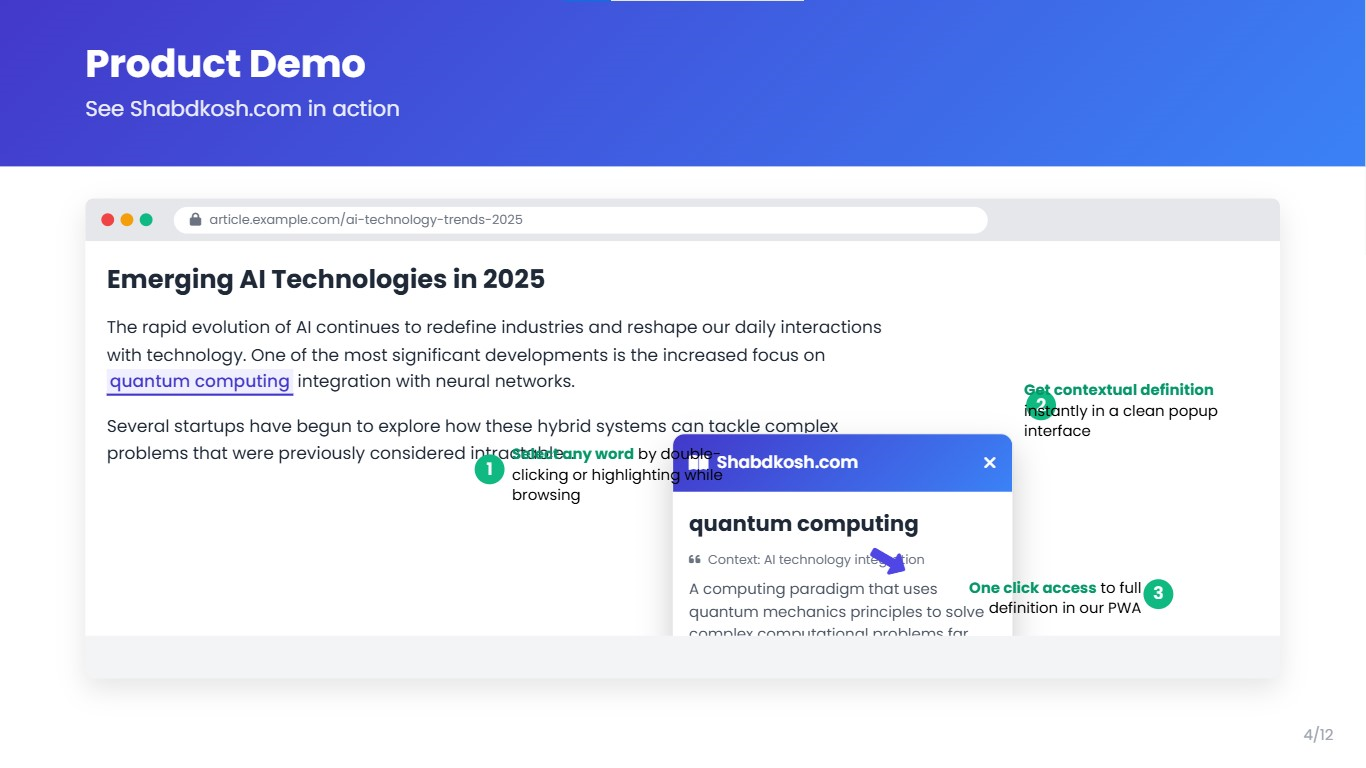 Product Demo
See Shabdkosh.com in action
article.example.com/ai-technology-trends-2025
Emerging AI Technologies in 2025
The rapid evolution of AI continues to redefine industries and reshape our daily interactions
with technology. One of the most significant developments is the increased focus on
quantum computing integration with neural networks.
Several startups have begun to explore how these hybrid systems can tackle complex
problems that were previously considered intractable.
1
Select any word by double-
clicking or highlighting while
browsing
Get contextual definition
2
instantly in a clean popup
interface
Shabdkosh.com ×
quantum computing
Context: AI technology integration
A computing paradigm that uses
quantum mechanics principles to solve
complex computational problems far
One click access to full
definition in our PWA
3
4/12